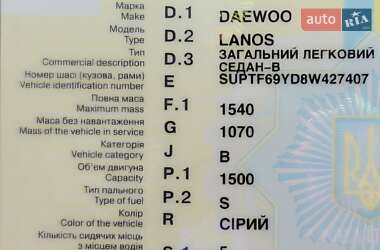 auto RIA
Марка
Make D.1 DAEWOO
Модель
Type D.2 LANOS
Тип
Commercial description D.3 ЗАГАЛЬНИЙ ЛЕГКОВИЙ
СЕДАН-В
Номер шасі (кузова, рами)
Vehicle identification number E SUPTF69YD8W427407
Повна маса
Maximum mass F.1 1540
Маса без навантаження
Mass of the vehicle in service G 1070
Категорія
Vehicle category J B
Об'єм двигуна
Capacity P.1 1500
Тип пального
Type of fuel P.2 S
Колір
Color of the vehicle R СІРИЙ
Кількість сидячих місць
з місцем водія